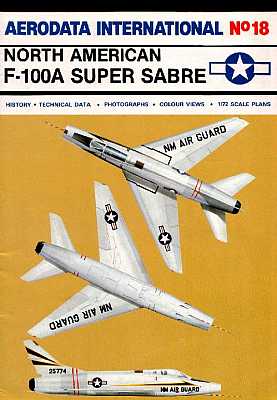 AERODATA INTERNATIONAL No18
NORTH AMERICAN
F-100A SUPER SABRE
HISTORY • TECHNICAL DATA • PHOTOGRAPHS • COLOUR VIEWS • 1/72 SCALE PLANS
NM AIR GUARD
NM AIR GUARD
25774
NM AIR GUARD